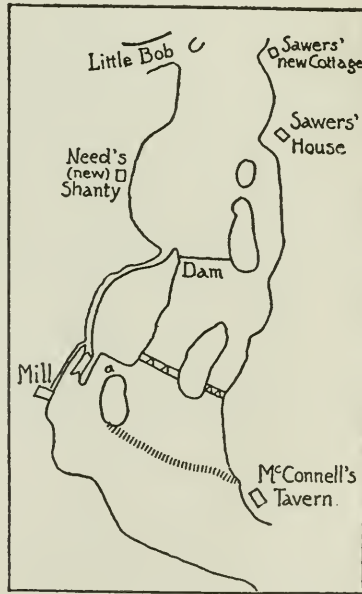 Little Bob
Sawers'
new Cottage
Sawers'
House
Need's
(new)
Shanty
Dam
Mill
a
McConnell's
Tavern.